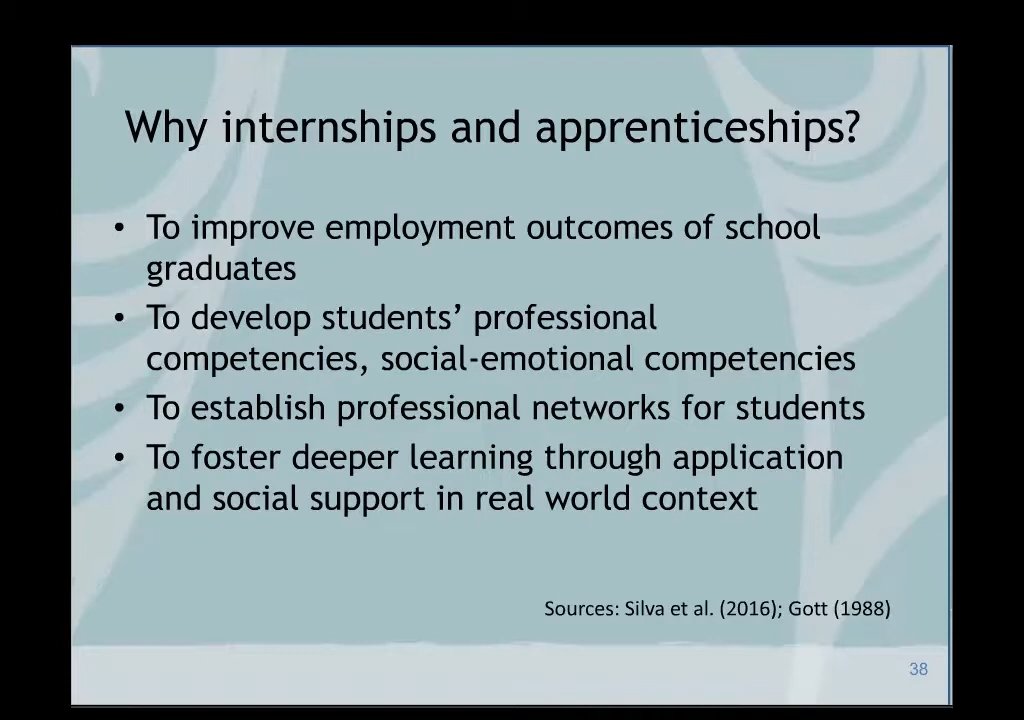 Why internships and apprenticeships?
• To improve employment outcomes of school
graduates
• To develop students’ professional
competencies, social-emotional competencies
• To establish professional networks for students
• To foster deeper learning through application
and social support in real world context
Sources: Silva et al. (2016); Gott (1988)
38